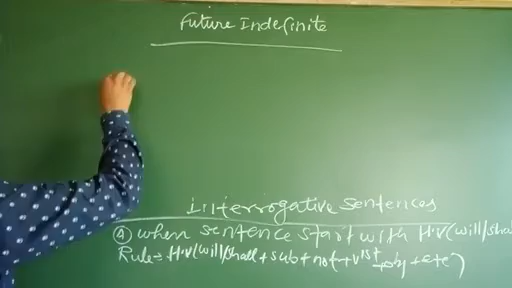 Future Indefinite
Interrogative Sentences
(A) when sentence start with H.V(will/shall
Rule:- H.V(will/shall + sub + not + v1st + obj + etc)